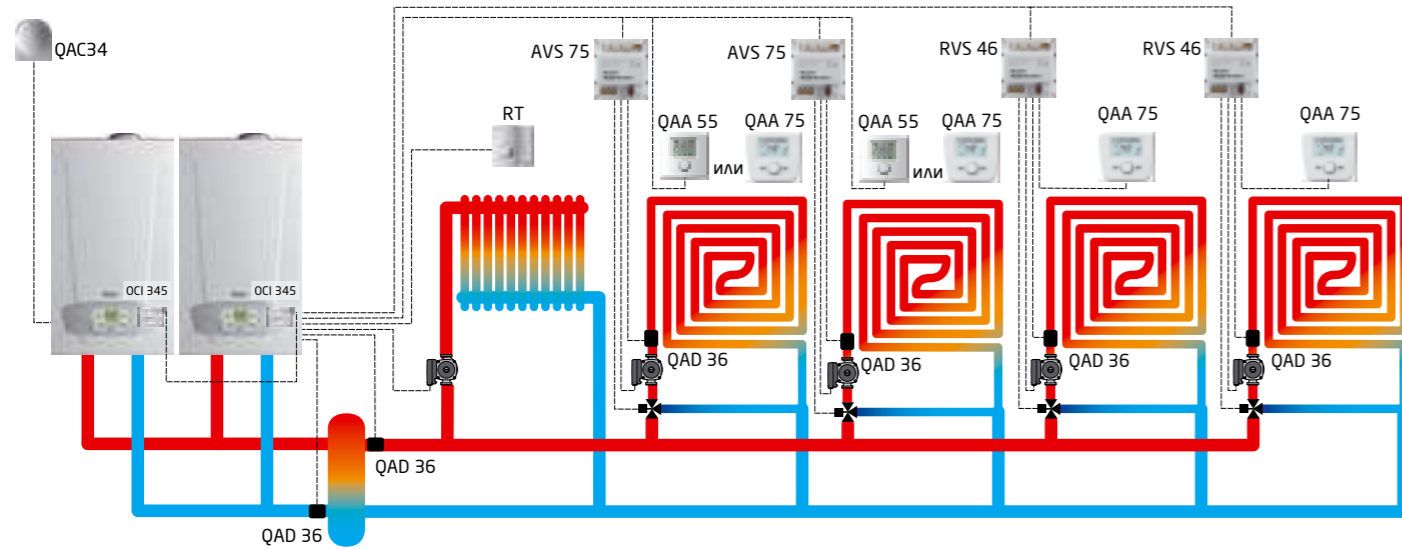 QAC34
AVS 75
AVS 75
RVS 46
RVS 46
RT
QAA 55
или
QAA 75
QAA 55
или
QAA 75
QAA 75
QAA 75
OCI 345
OCI 345
QAD 36
QAD 36
QAD 36
QAD 36
QAD 36
QAD 36